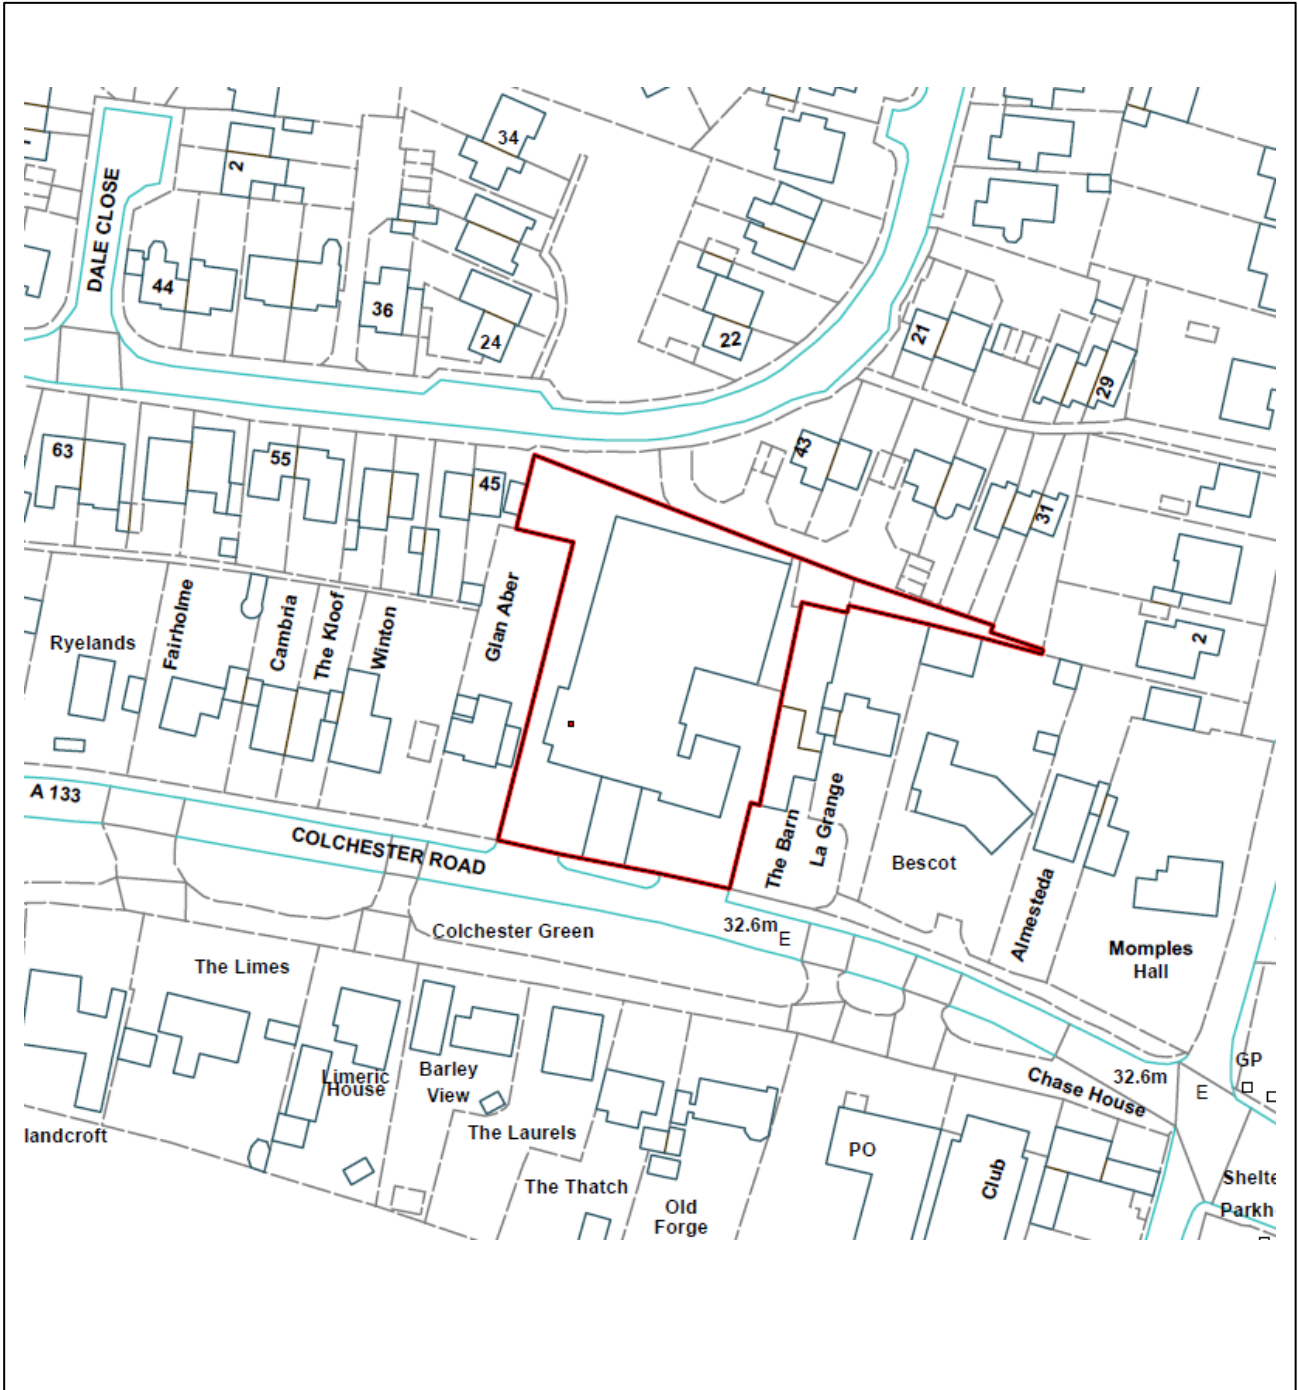 34
2
DALE CLOSE
44
36
24
22
21
29
63
55
45
43
31
2
Ryelands
Fairholme
Cambria
The Kloof
Winton
Glan Aber
A 133
COLCHESTER ROAD
The Barn
La Grange
Bescot
Almesteda
Momples
Hall
Colchester Green
32.6m
E
The Limes
Limeric
House
Barley
View
The Laurels
The Thatch
Old
Forge
PO
Club
Chase House
32.6m
E
GP
landcroft
Shelte
Parkh